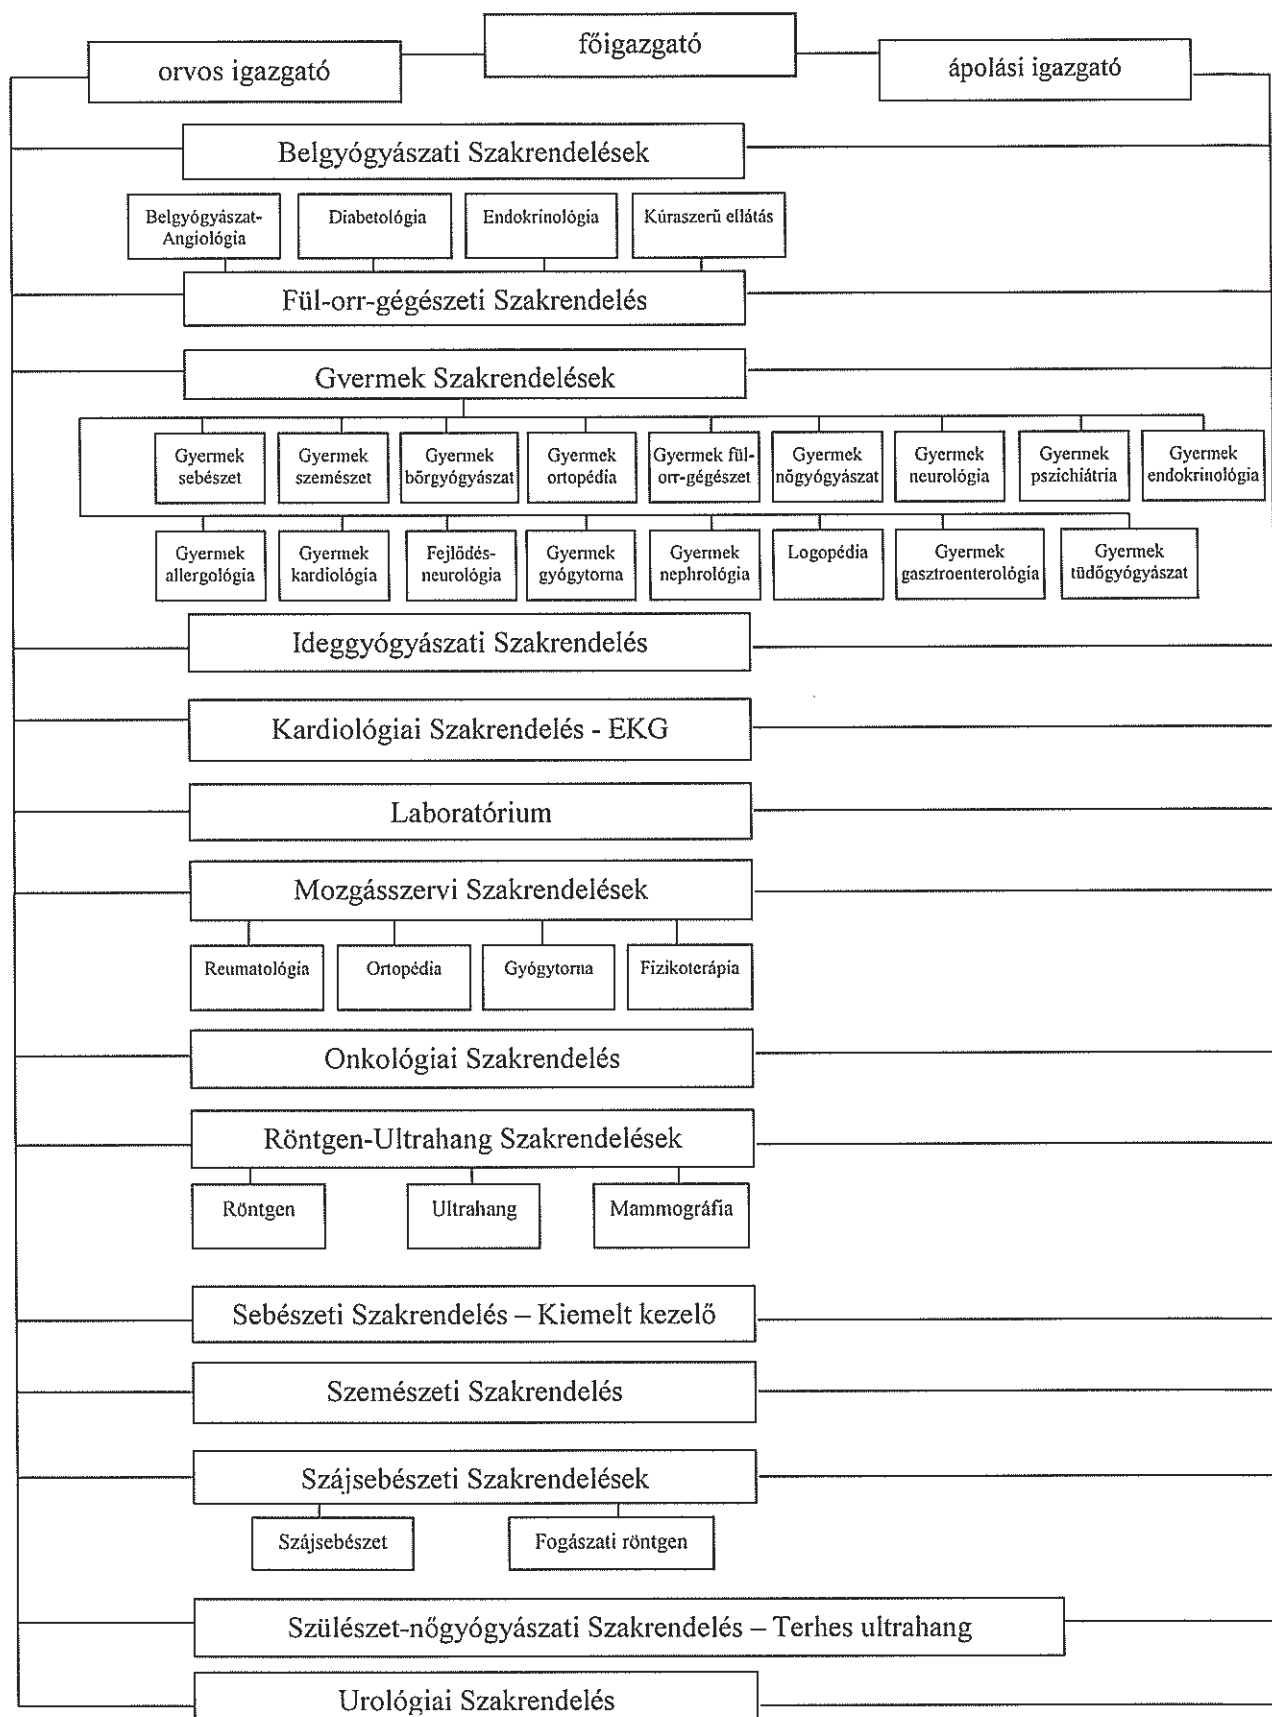 főigazgató
orvos igazgató
ápolási igazgató
Belgyógyászati Szakrendelések
Belgyógyászat-
Angiológia
Diabetológia
Endokrinológia
Kúraszerű ellátás
Fül-orr-gégészeti Szakrendelés
Gvermek Szakrendelések
Gyermek
sebészet
Gyermek
szemészet
Gyermek
bőrgyógyászat
Gyermek
ortopédia
Gyermek fül-
orr-gégészet
Gyermek
nőgyógyászat
Gyermek
neurológia
Gyermek
pszichiátria
Gyermek
endokrinológia
Gyermek
allergológia
Gyermek
kardiológia
Fejlődés-
neurológia
Gyermek
gyógytorna
Gyermek
nephrológia
Logopédia
Gyermek
gasztroenterológia
Gyermek
tüdőgyógyászat
Ideggyógyászati Szakrendelés
Kardiológiai Szakrendelés - EKG
Laboratórium
Mozgásszervi Szakrendelések
Reumatológia
Ortopédia
Gyógytorna
Fizikoterápia
Onkológiai Szakrendelés
Röntgen-Ultrahang Szakrendelések
Röntgen
Ultrahang
Mammográfia
Sebészeti Szakrendelés – Kiemelt kezelő
Szemészeti Szakrendelés
Szájsebészeti Szakrendelések
Szájsebészet
Fogászati röntgen
Szülészet-nőgyógyászati Szakrendelés – Terhes ultrahang
Urológiai Szakrendelés